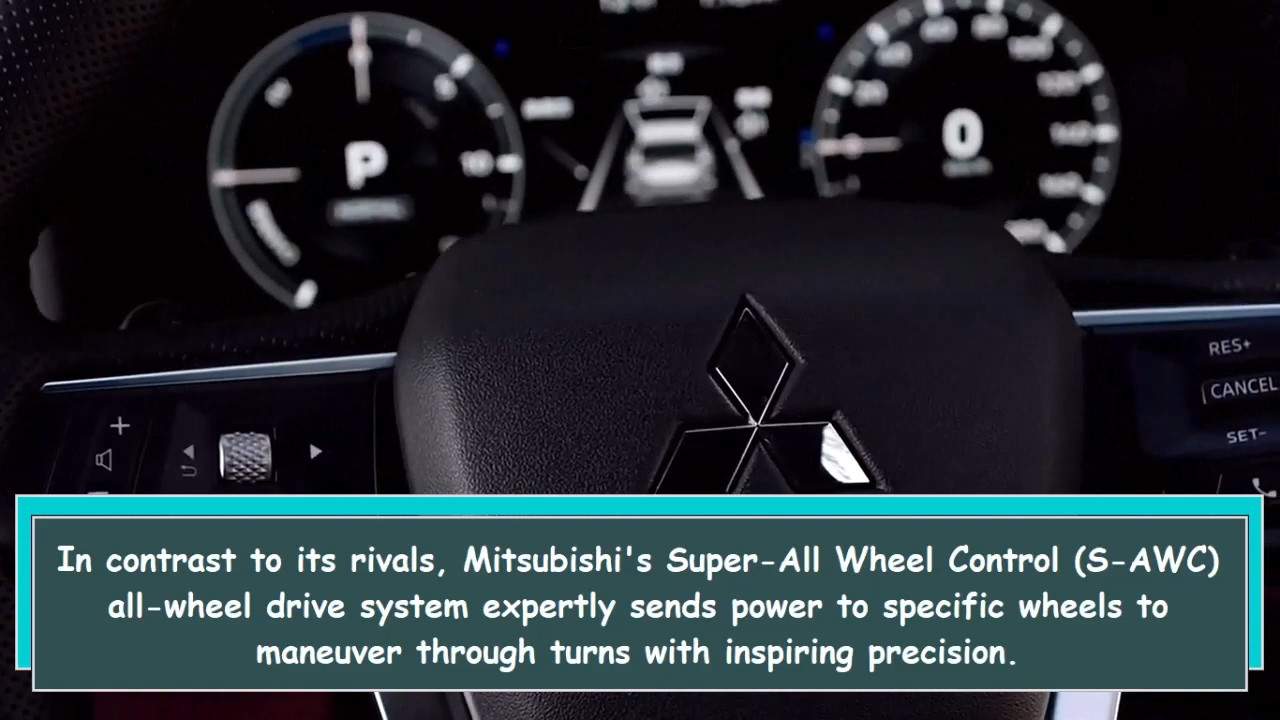 P
10
0
RES+
CANCEL
SET-
In contrast to its rivals, Mitsubishi's Super-All Wheel Control (S-AWC)
all-wheel drive system expertly sends power to specific wheels to
maneuver through turns with inspiring precision.